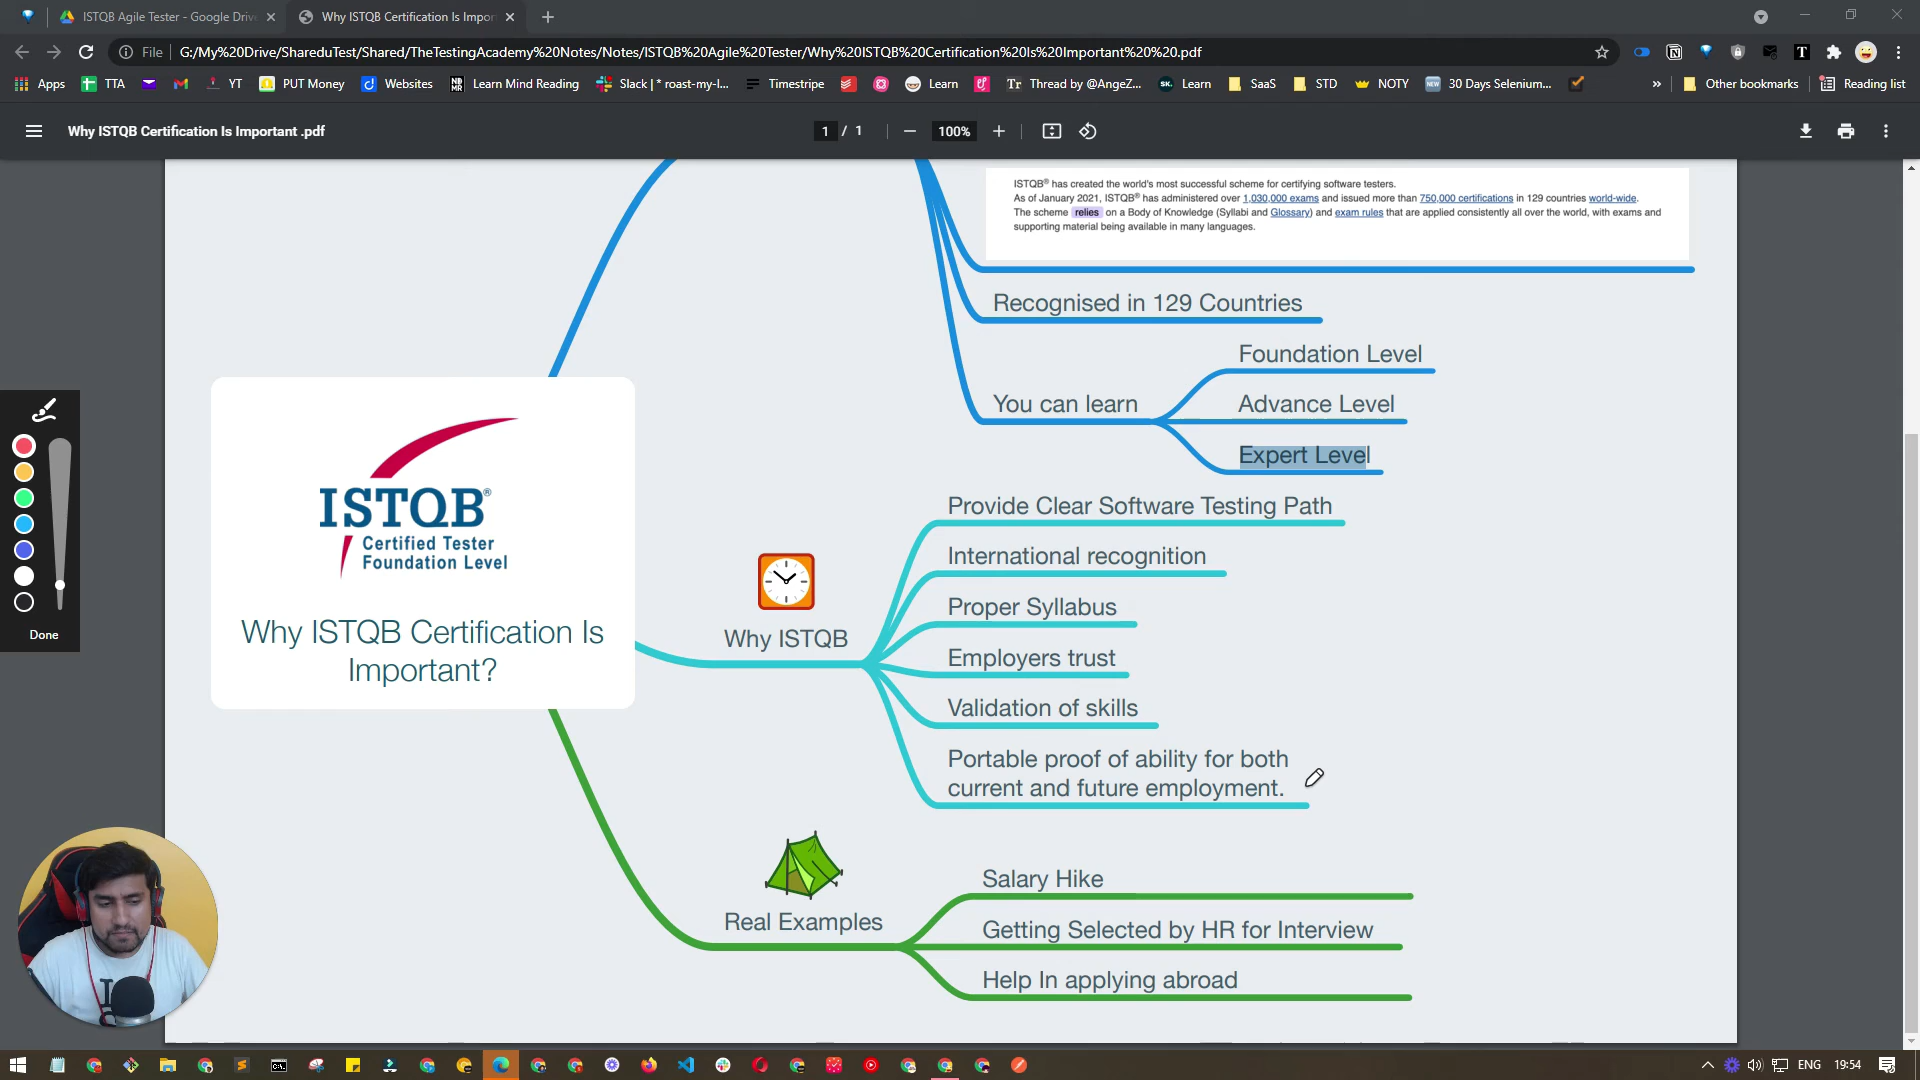 ISTQB Agile Tester - Google Driv
Why ISTQB Certification Is Impor
File
G:/My%20Drive/ShareduTest/Shared/TheTestingAcademy%20Notes/Notes/ISTQB%20Agile%20Tester/Why%20ISTQB%20Certification%20Is%20Important%20%20.pdf
Apps
TTA
YT
PUT Money
Websites
Learn Mind Reading
Slack | * roast-my-l...
Timestripe
Learn
Tr Thread by @AngeZ...
SK. Learn
SaaS
STD
NOTY
NEW 30 Days Selenium...
»
Other bookmarks
Reading list
Why ISTQB Certification Is Important .pdf
1 / 1
100%
ISTQB® has created the world's most successful scheme for certifying software testers.
As of January 2021, ISTQB® has administered over 1,030,000 exams and issued more than 750,000 certifications in 129 countries world-wide.
The scheme relies on a Body of Knowledge (Syllabi and Glossary) and exam rules that are applied consistently all over the world, with exams and
supporting material being available in many languages.
Recognised in 129 Countries
You can learn
Foundation Level
Advance Level
Expert Level
ISTQB®
Certified Tester
Foundation Level
Why ISTQB Certification Is
Important?
Why ISTQB
Provide Clear Software Testing Path
International recognition
Proper Syllabus
Employers trust
Validation of skills
Portable proof of ability for both
current and future employment.
Real Examples
Salary Hike
Getting Selected by HR for Interview
Help In applying abroad
Done
ENG
19:54